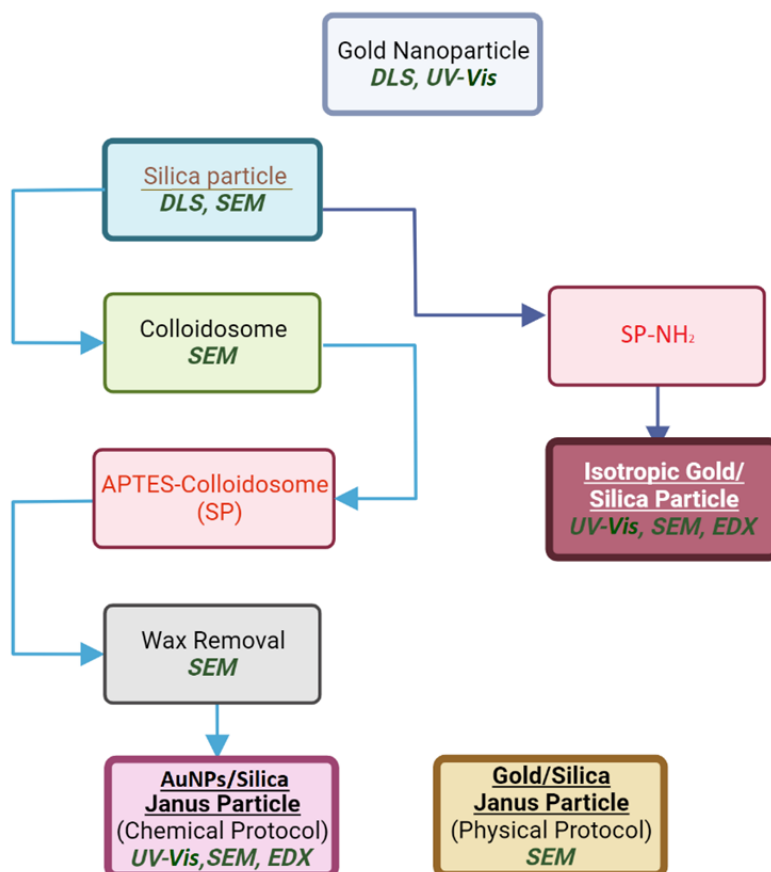 Gold Nanoparticle
DLS, UV-Vis
Silica particle
DLS, SEM
Colloidosome
SEM
SP-NH₂
APTES-Colloidosome
(SP)
Isotropic Gold/
Silica Particle
UV-Vis, SEM, EDX
Wax Removal
SEM
AuNPs/Silica
Janus Particle
(Chemical Protocol)
UV-Vis,SEM, EDX
Gold/Silica
Janus Particle
(Physical Protocol)
SEM